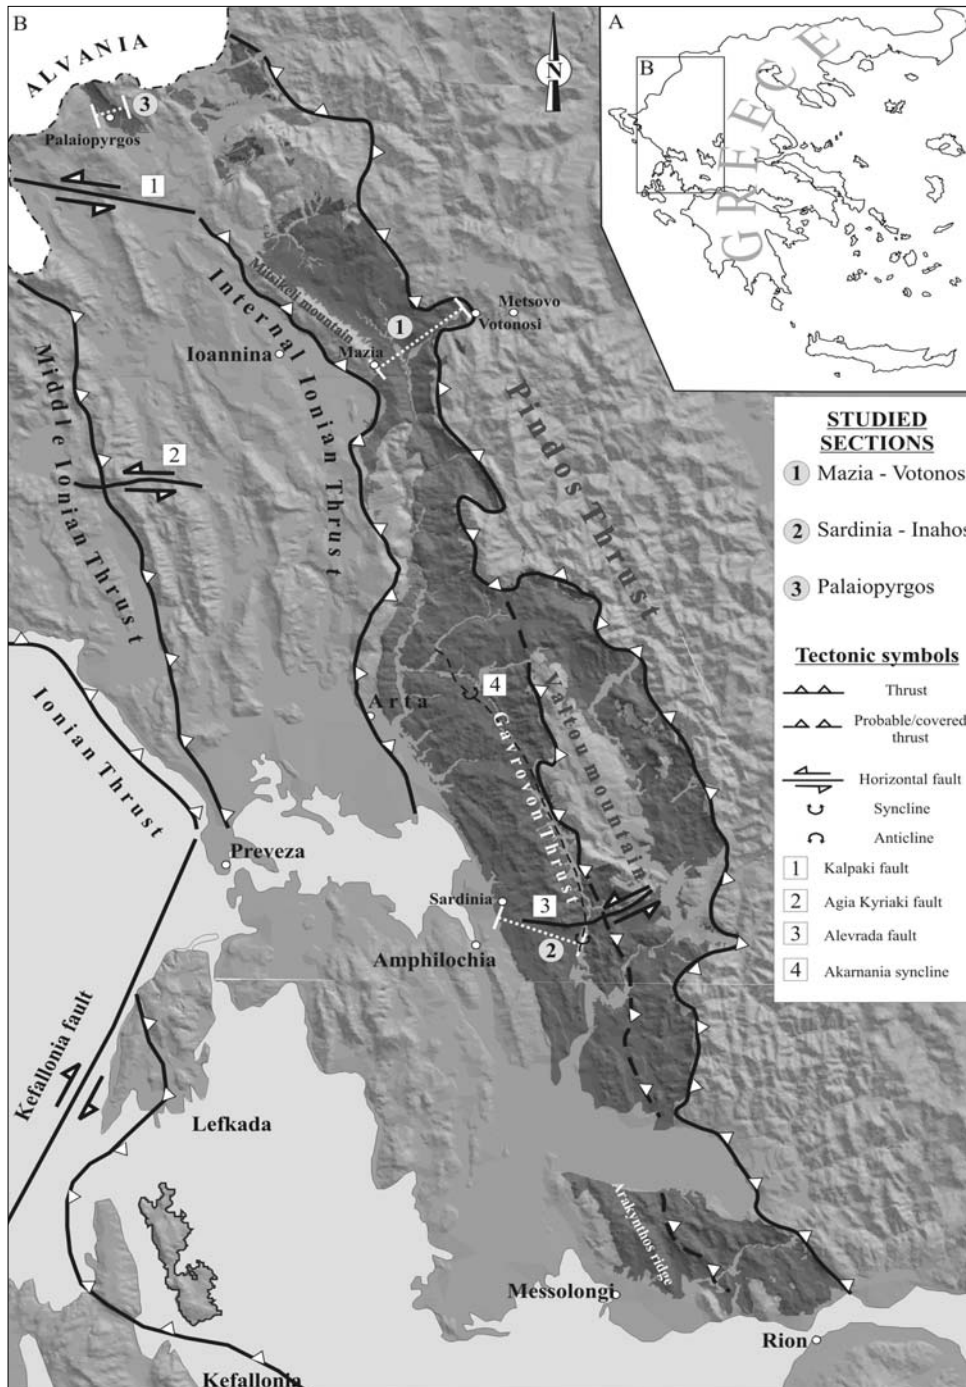 B
ALVANIA
3
Palaiopyrgos
1
N
A
B
GREECE
Mitsikeli mountain
1
Metsovo
Votonosi
Ioannina
Mazia
Internal Ionian Thrust
Middle Ionian Thrust
2
Pindos Thrust
Ionian Thrust
4
Arta
Gavrovon Thrust
Valtou mountain
Preveza
Sardinia
3
2
Amphilochia
Kefallonia fault
Lefkada
Arakynthos ridge
Messolongi
Rion
Kefallonia
STUDIED
SECTIONS
1 Mazia - Votonos
2 Sardinia - Inahos
3 Palaiopyrgos
Tectonic symbols
Thrust
Probable/covered
thrust
Horizontal fault
Syncline
Anticline
1 Kalpaki fault
2 Agia Kyriaki fault
3 Alevrada fault
4 Akarnania syncline